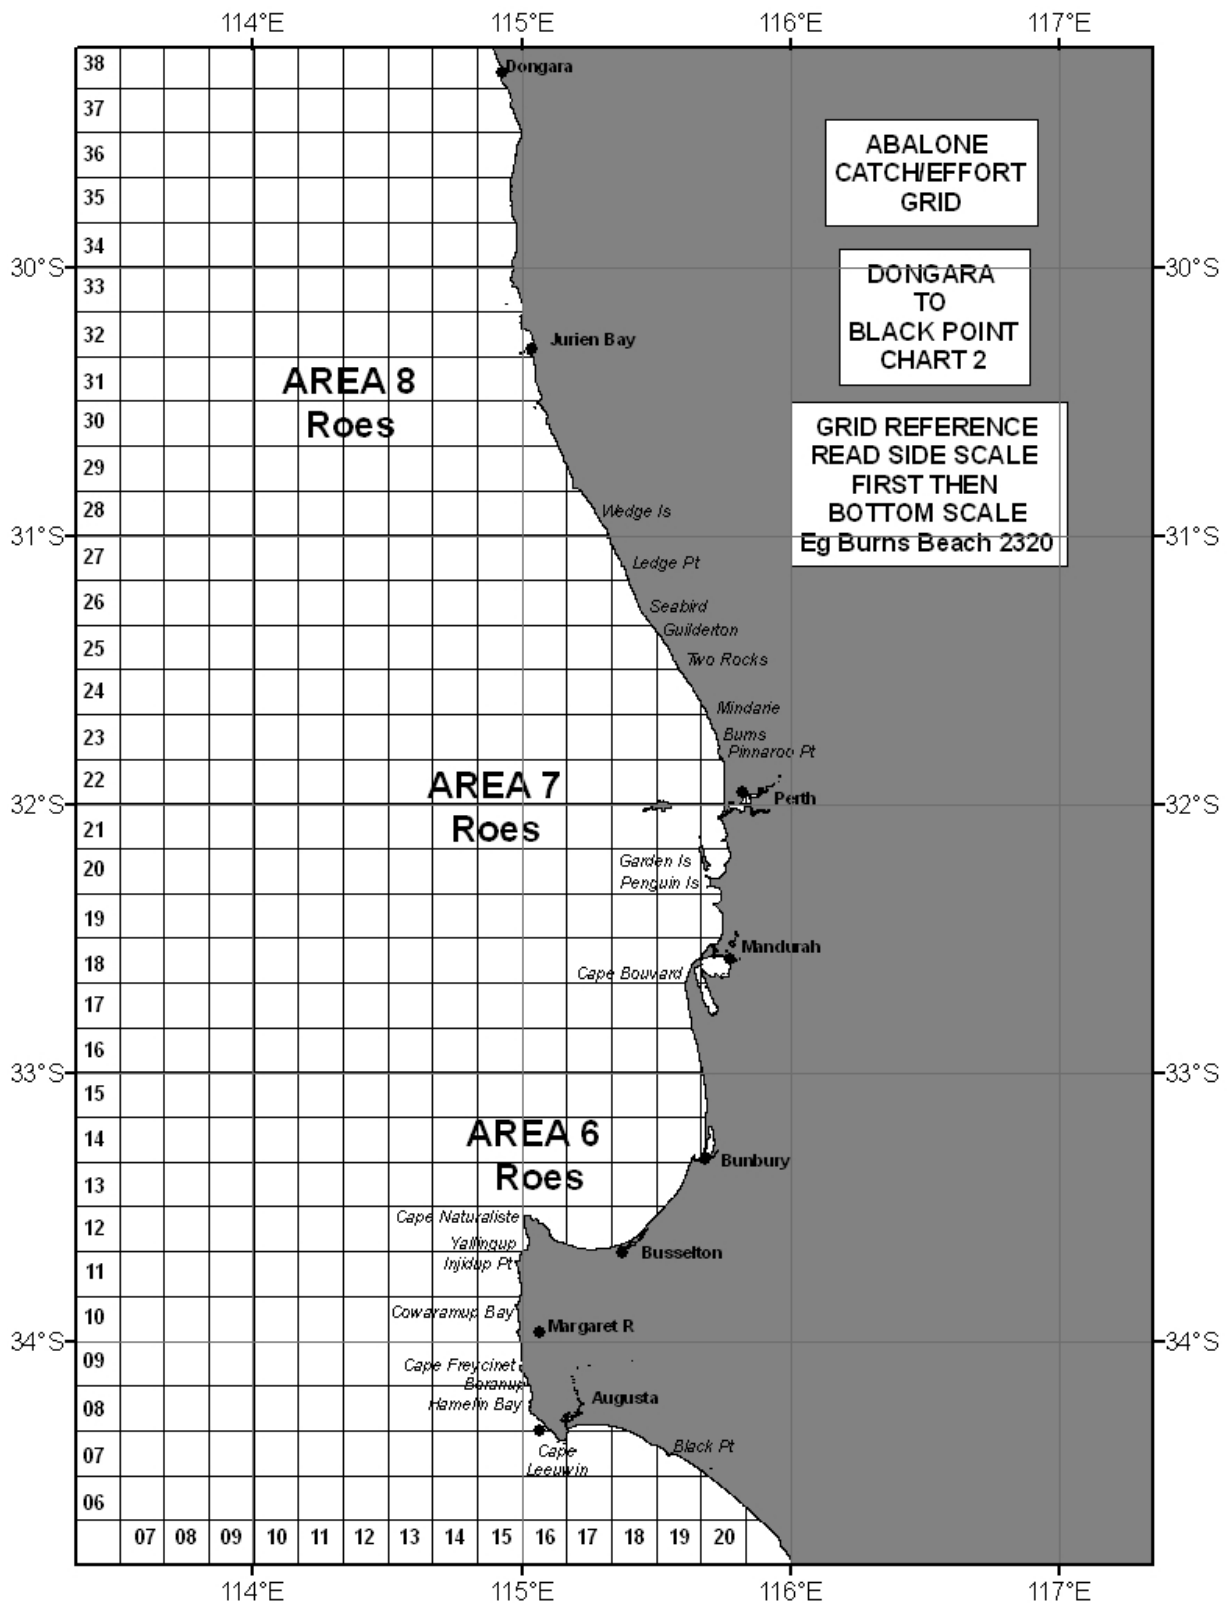 114°E
115°E
116°E
117°E
38
Dongara
37
36
35
34
33
32
31
30
29
28
27
26
25
24
23
22
21
20
19
18
17
16
15
14
13
12
11
10
09
08
07
06
30°S
31°S
32°S
33°S
34°S
30°S
31°S
32°S
33°S
34°S
ABALONE
CATCH/EFFORT
GRID
DONGARA
TO
BLACK POINT
CHART 2
GRID REFERENCE
READ SIDE SCALE
FIRST THEN
BOTTOM SCALE
Eg Burns Beach 2320
Jurien Bay
AREA 8
Roes
Wedge Is
Ledge Pt
Seabird
Guilderton
Two Rocks
Mindarie
Burns
Pinnaroo Pt
AREA 7
Roes
Perth
Garden Is
Penguin Is
Mandurah
Cape Bouvard
AREA 6
Roes
Bunbury
Cape Naturaliste
Yallingup
Injidup Pt
Busselton
Cowaramup Bay
Margaret R
Cape Freycinet
Boranup
Hamelin Bay
Augusta
Cape
Leeuwin
Black Pt
07 08 09 10 11 12 13 14 15 16 17 18 19 20
114°E
115°E
116°E
117°E